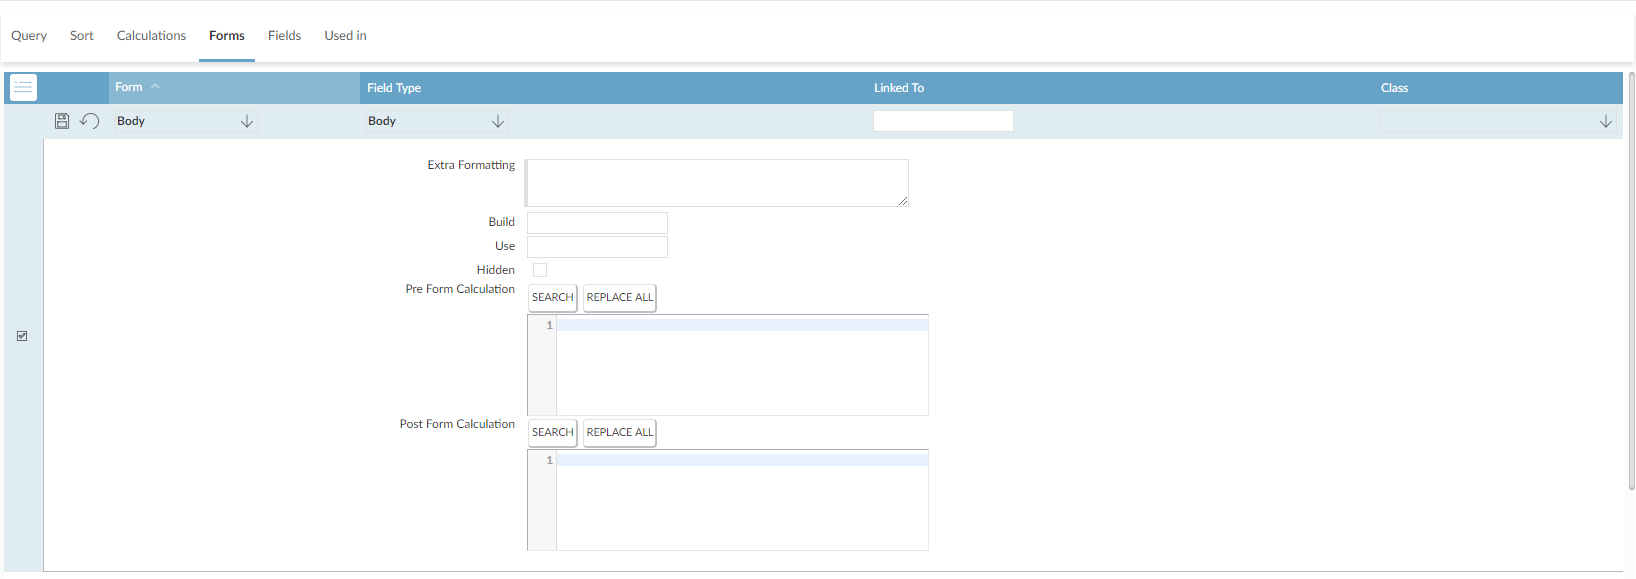 Query Sort Calculations Forms Fields Used in
Form Field Type Linked To Class
Body Body
Extra Formatting
Build
Use
Hidden
Pre Form Calculation SEARCH REPLACE ALL
1
Post Form Calculation SEARCH REPLACE ALL
1